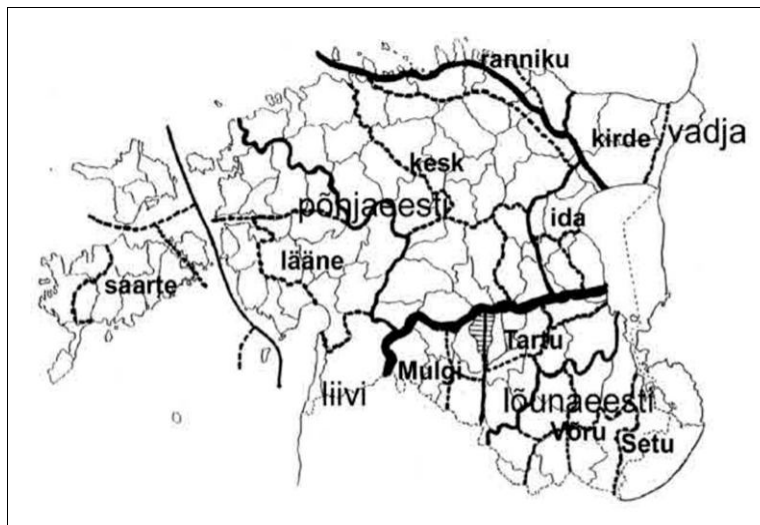 ranniku
kirde
vadja
kesk
põhjaeesti
ida
lääne
saarte
Tartu
Mulgi
liivi
lõunaeesti
Võru
Setu